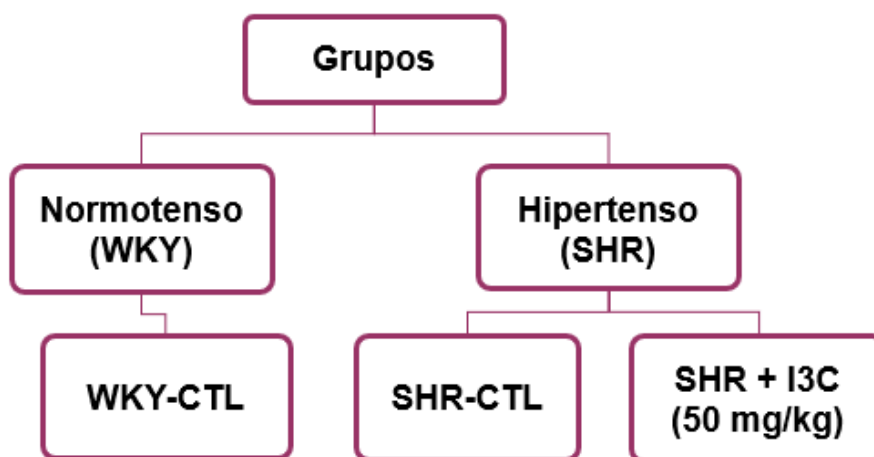 Grupos
Normotenso
(WKY)
Hipertenso
(SHR)
WKY-CTL
SHR-CTL
SHR + I3C
(50 mg/kg)